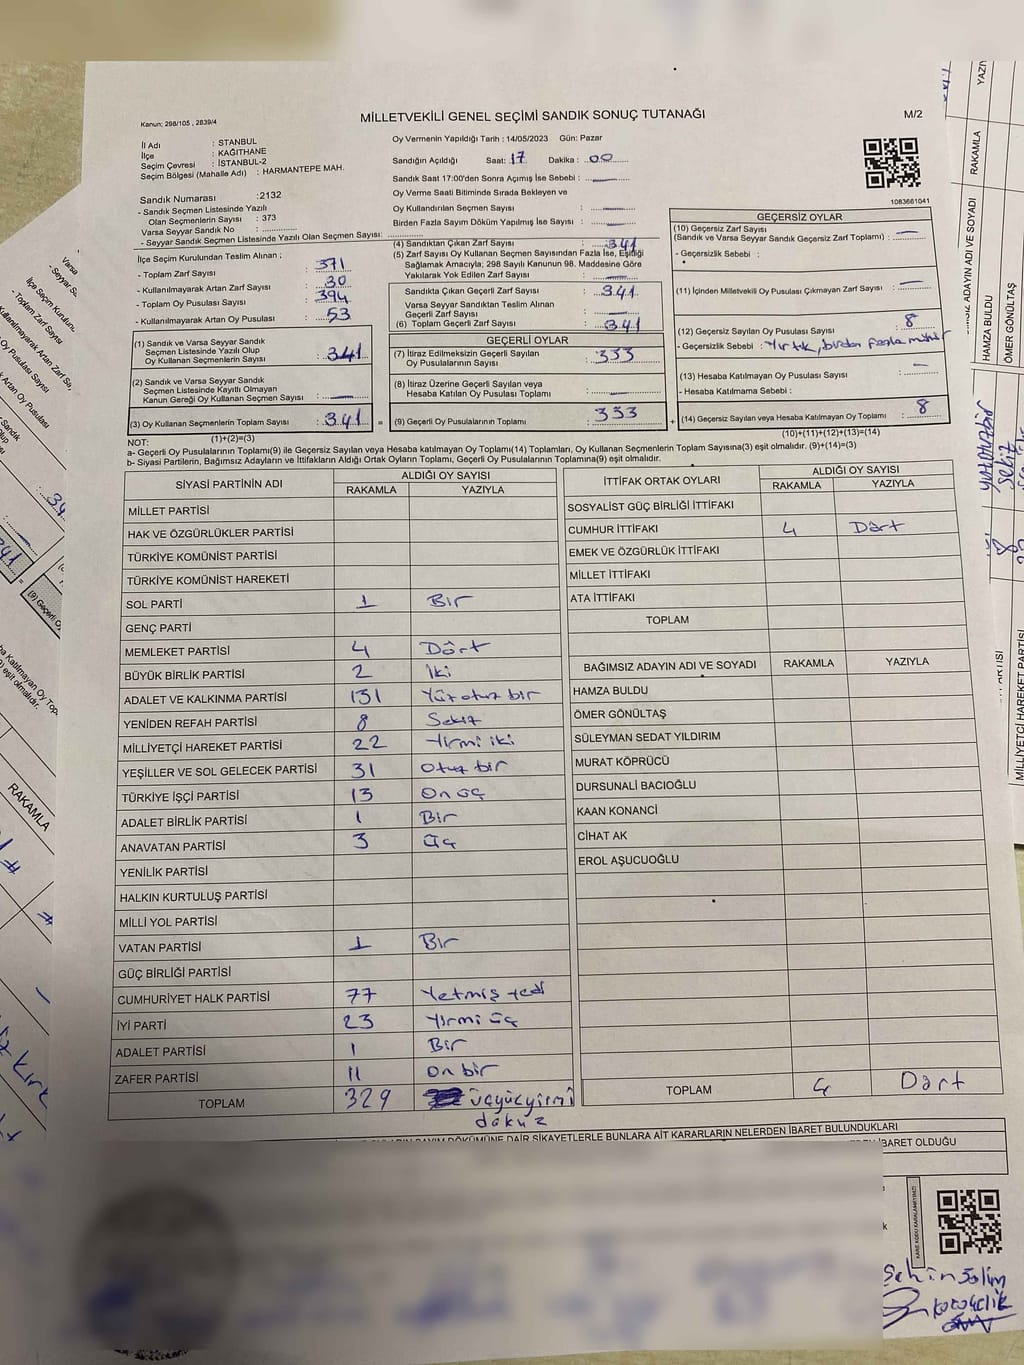 Kanun; 298/105 , 2839/4
MİLLETVEKİLİ GENEL SEÇİMİ SANDIK SONUÇ TUTANAĞI
M/2
İl Adı : STANBUL
İlçe : KAĞITHANE
Seçim Çevresi : İSTANBUL-2
Seçim Bölgesi (Mahalle Adı) : HARMANTEPE MAH.
Oy Vermenin Yapıldığı Tarih : 14/05/2023 Gün: Pazar
Sandığın Açıldığı Saat: 17 Dakika : 00
Sandık Saat 17:00'den Sonra Açımış İse Sebebi :
Oy Verme Saati Bitiminde Sırada Bekleyen ve
Oy Kullandırılan Seçmen Sayısı :
Birden Fazla Sayım Döküm Yapılmış İse Sayısı :
1083661041
Sandık Numarası :2132
- Sandık Seçmen Listesinde Yazılı
Olan Seçmenlerin Sayısı : 373
Varsa Seyyar Sandık No :
- Seyyar Sandık Seçmen Listesinde Yazılı Olan Seçmen Sayısı:
İlçe Seçim Kurulundan Teslim Alınan ;
- Toplam Zarf Sayısı : 371
- Kullanılmayarak Artan Zarf Sayısı : 30
- Toplam Oy Pusulası Sayısı : 394
- Kullanılmayarak Artan Oy Pusulası : 53
(1) Sandık ve Varsa Seyyar Sandık
Seçmen Listesinde Yazılı Olup
Oy Kullanan Seçmenlerin Sayısı : 341
(2) Sandık ve Varsa Seyyar Sandık
Seçmen Listesinde Kayıtlı Olmayan
Kanun Gereği Oy Kullanan Seçmen Sayısı :
(3) Oy Kullanan Seçmenlerin Toplam Sayısı : 341
(1)+(2)=(3)
(4) Sandıktan Çıkan Zarf Sayısı : 341
(5) Zarf Sayısı Oy Kullanan Seçmen Sayısından Fazla İse, Eşitliği
Sağlamak Amacıyla; 298 Sayılı Kanunun 98. Maddesine Göre
Yakılarak Yok Edilen Zarf Sayısı :
Sandıkta Çıkan Geçerli Zarf Sayısı : 341
Varsa Seyyar Sandıktan Teslim Alınan
Geçerli Zarf Sayısı :
(6) Toplam Geçerli Zarf Sayısı : 341
GEÇERLİ OYLAR
(7) İtiraz Edilmeksizin Geçerli Sayılan
Oy Pusulalarının Sayısı : 333
(8) İtiraz Üzerine Geçerli Sayılan veya
Hesaba Katılan Oy Pusulası Toplamı :
= (9) Geçerli Oy Pusulalarının Toplamı : 333
GEÇERSİZ OYLAR
(10) Geçersiz Zarf Sayısı
(Sandık ve Varsa Seyyar Sandık Geçersiz Zarf Toplamı) :
- Geçersizlik Sebebi :
(11) İçinden Milletvekili Oy Pusulası Çıkmayan Zarf Sayısı :
(12) Geçersiz Sayılan Oy Pusulası Sayısı : 8
- Geçersizlik Sebebi : Yırtık, birden fazla mühür
(13) Hesaba Katılmayan Oy Pusulası Sayısı :
- Hesaba Katılmama Sebebi :
+ (14) Geçersiz Sayılan veya Hesaba Katılmayan Oy Toplamı : 8
(10)+(11)+(12)+(13)=(14)
NOT:
a- Geçerli Oy Pusulalarının Toplamı(9) ile Geçersiz Sayılan veya Hesaba katılmayan Oy Toplamı(14) Toplamları, Oy Kullanan Seçmenlerin Toplam Sayısına(3) eşit olmalıdır. (9)+(14)=(3)
b- Siyasi Partilerin, Bağımsız Adayların ve İttifakların Aldığı Ortak Oyların Toplamı, Geçerli Oy Pusulalarının Toplamına(9) eşit olmalıdır.
SİYASİ PARTİNİN ADI
ALDIĞI OY SAYISI
RAKAMLA YAZIYLA
MİLLET PARTİSİ
HAK VE ÖZGÜRLÜKLER PARTİSİ
TÜRKİYE KOMÜNİST PARTİSİ
TÜRKİYE KOMÜNİST HAREKETİ
SOL PARTİ 1 Bir
GENÇ PARTİ
MEMLEKET PARTİSİ 4 Dört
BÜYÜK BİRLİK PARTİSİ 2 İki
ADALET VE KALKINMA PARTİSİ 131 Yüz otuz bir
YENİDEN REFAH PARTİSİ 8 Sekiz
MİLLİYETÇİ HAREKET PARTİSİ 22 Yirmi iki
YEŞİLLER VE SOL GELECEK PARTİSİ 31 Otuz bir
TÜRKİYE İŞÇİ PARTİSİ 13 On üç
ADALET BİRLİK PARTİSİ 1 Bir
ANAVATAN PARTİSİ 3 Üç
YENİLİK PARTİSİ
HALKIN KURTULUŞ PARTİSİ
MİLLİ YOL PARTİSİ
VATAN PARTİSİ 1 Bir
GÜÇ BİRLİĞİ PARTİSİ
CUMHURİYET HALK PARTİSİ 77 Yetmiş yedi
İYİ PARTİ 23 Yirmi üç
ADALET PARTİSİ 1 Bir
ZAFER PARTİSİ 11 On bir
TOPLAM 329 üçyüzyirmi
dokuz
İTTİFAK ORTAK OYLARI
ALDIĞI OY SAYISI
RAKAMLA YAZIYLA
SOSYALİST GÜÇ BİRLİĞİ İTTİFAKI
CUMHUR İTTİFAKI 4 Dört
EMEK VE ÖZGÜRLÜK İTTİFAKI
MİLLET İTTİFAKI
ATA İTTİFAKI
TOPLAM
BAĞIMSIZ ADAYIN ADI VE SOYADI RAKAMLA YAZIYLA
HAMZA BULDU
ÖMER GÖNÜLTAŞ
SÜLEYMAN SEDAT YILDIRIM
MURAT KÖPRÜCÜ
DURSUNALİ BACIOĞLU
KAAN KONANCİ
CİHAT AK
EROL AŞUCUOĞLU
TOPLAM 4 Dört
SAYIM DÖKÜMÜNE DAİR ŞİKAYETLERLE BUNLARA AİT KARARLARIN NELERDEN İBARET BULUNDUKLARI
İBARET OLDUĞU
RAKAMLA
HAMZA BULDU
ÖMER GÖNÜLTAŞ
MİLLİYETÇİ HAREKET PARTİSİ
RAKAMLA